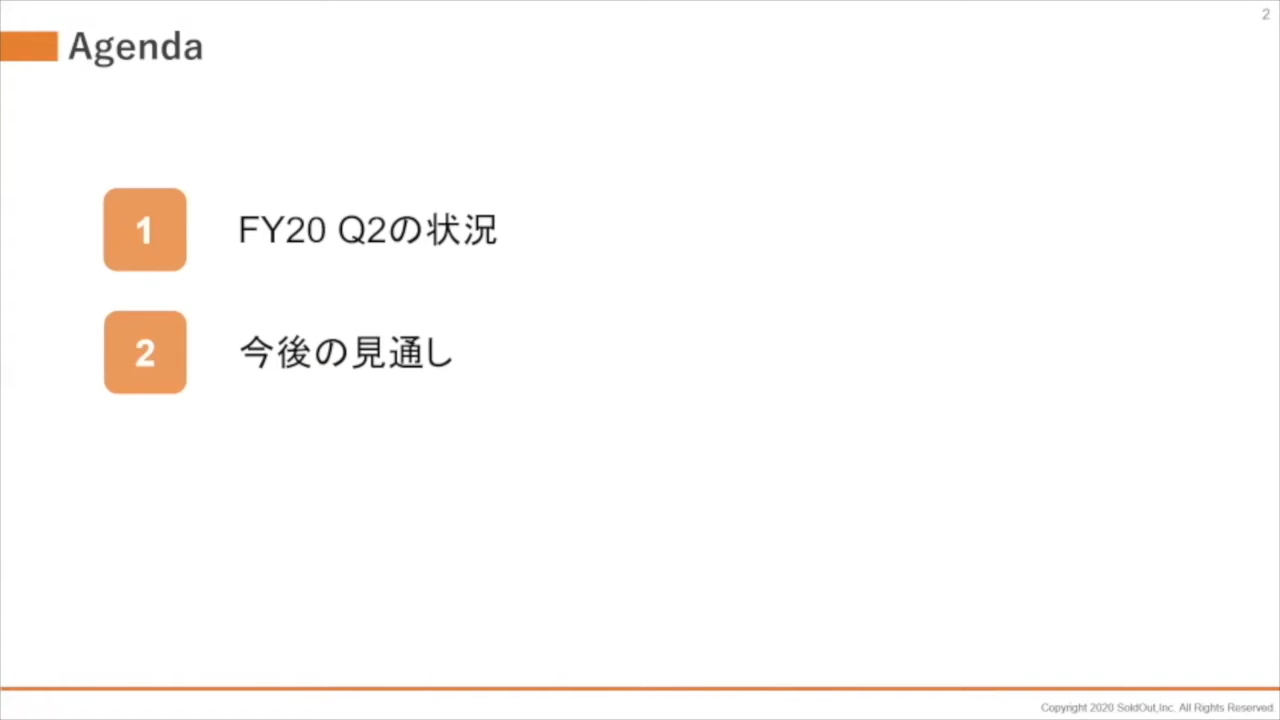 2
Agenda
1
FY20 Q2の状況
2
今後の見通し
Copyright 2020 SoldOut,Inc. All Rights Reserved.